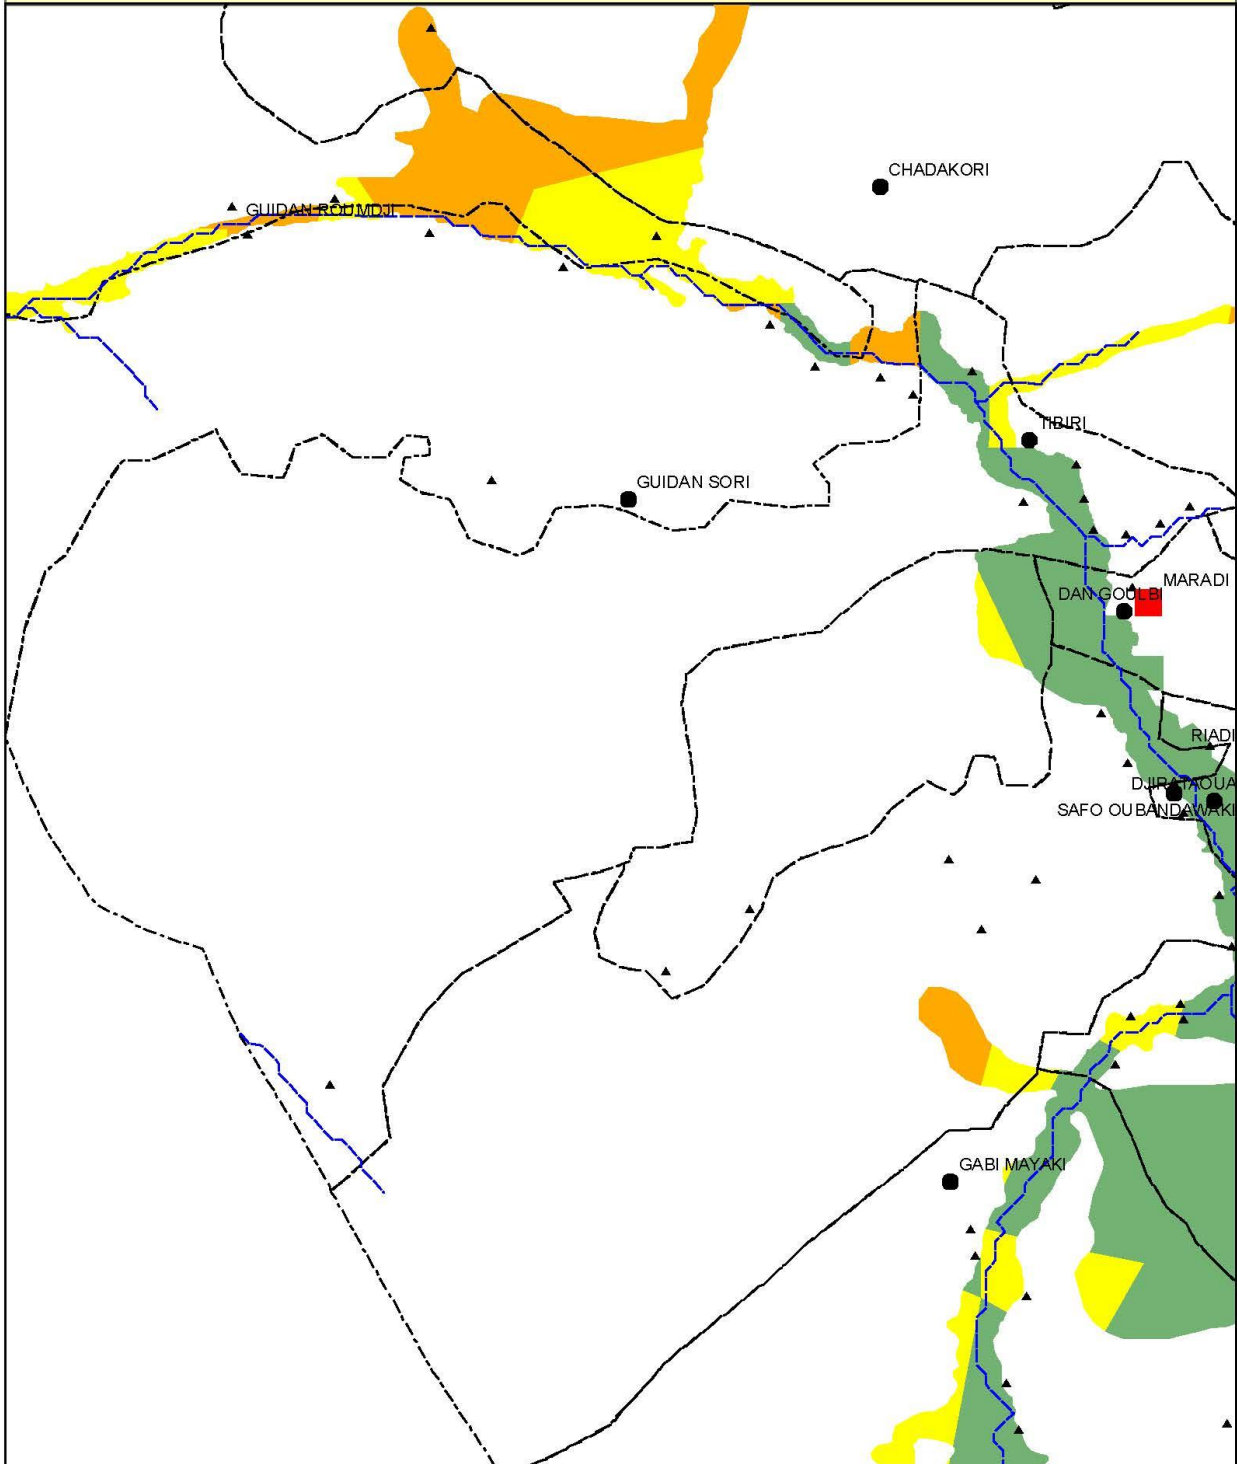 CHADAKORI
GUIDAN ROUMDJI
TIBIRI
GUIDAN SORI
MARADI
DAN GOULBI
RIADI
DJIRATAOUA
SAFO OUBANDAWAKI
GABI MAYAKI